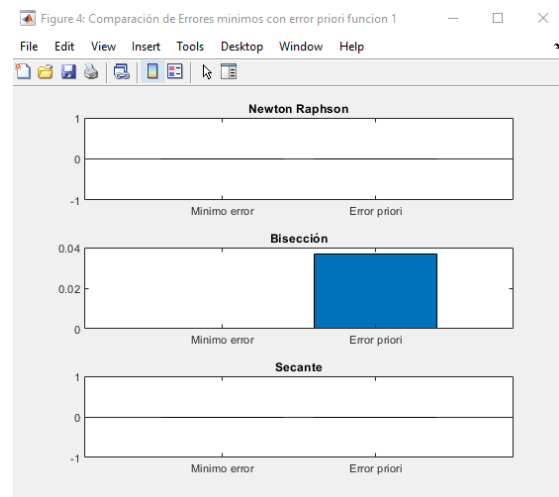 Figure 4: Comparación de Errores minimos con error priori funcion 1
File Edit View Insert Tools Desktop Window Help
Newton Raphson
1
0
-1
Minimo error Error priori
Bisección
0.04
0.02
0
Minimo error Error priori
Secante
1
0
-1
Minimo error Error priori